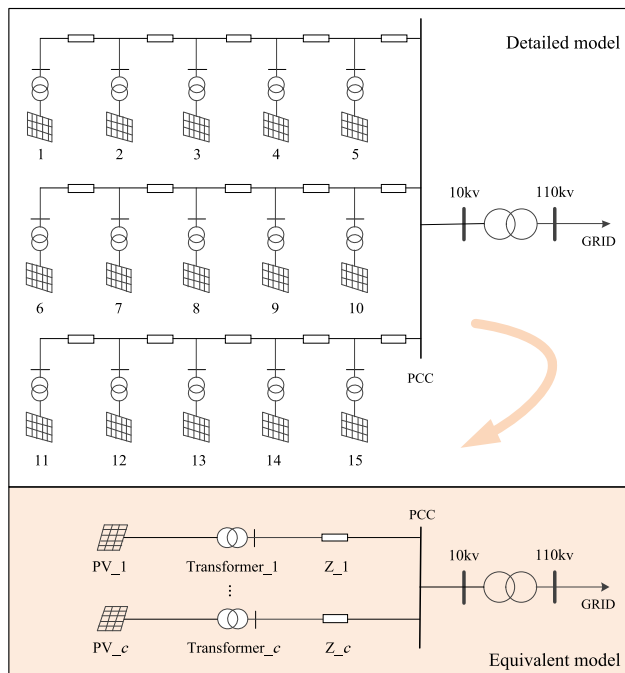 Detailed model
1 2 3 4 5
10kv 110kv
GRID
6 7 8 9 10
PCC
11 12 13 14 15
PCC
10kv 110kv
PV_1 Transformer_1 Z_1
⋮
GRID
PV_c Transformer_c Z_c
Equivalent model